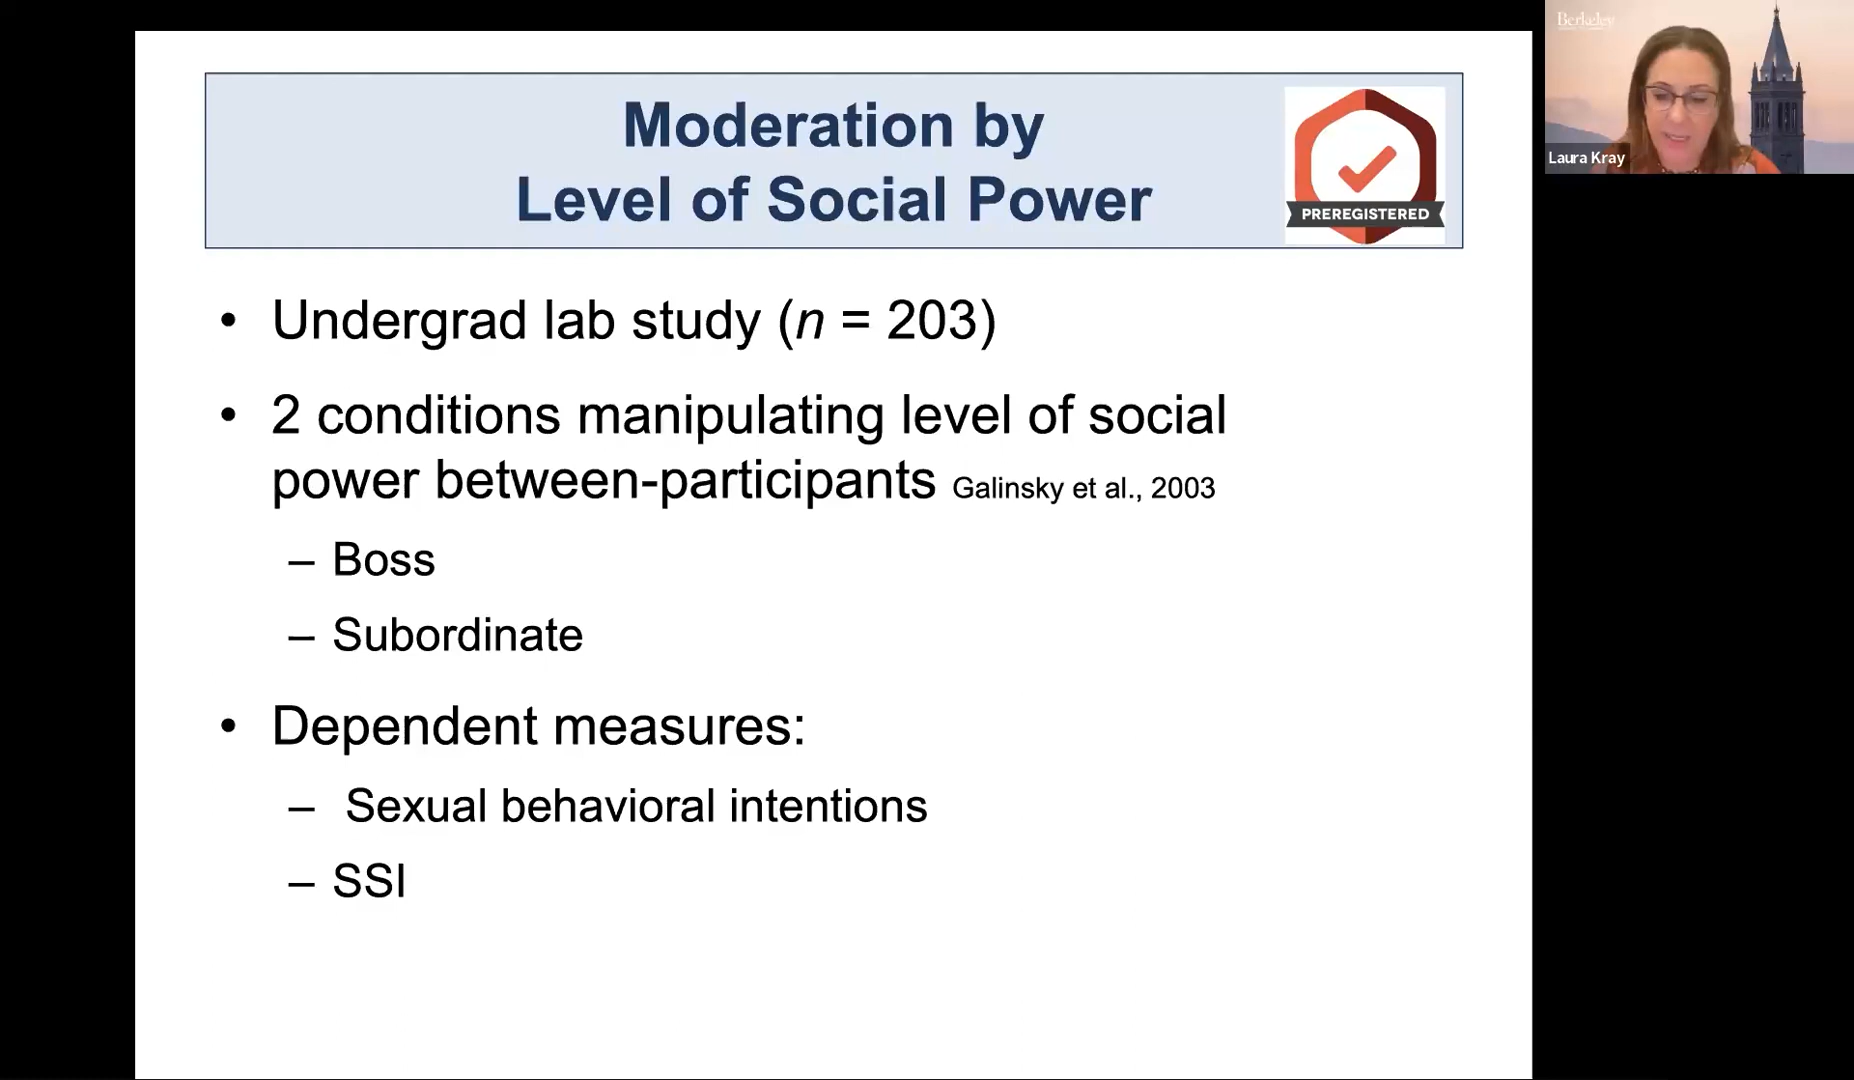 Moderation by
Level of Social Power
PREREGISTERED
• Undergrad lab study (n = 203)
• 2 conditions manipulating level of social
power between-participants Galinsky et al., 2003
– Boss
– Subordinate
• Dependent measures:
– Sexual behavioral intentions
– SSI
Berkeley
Laura Kray